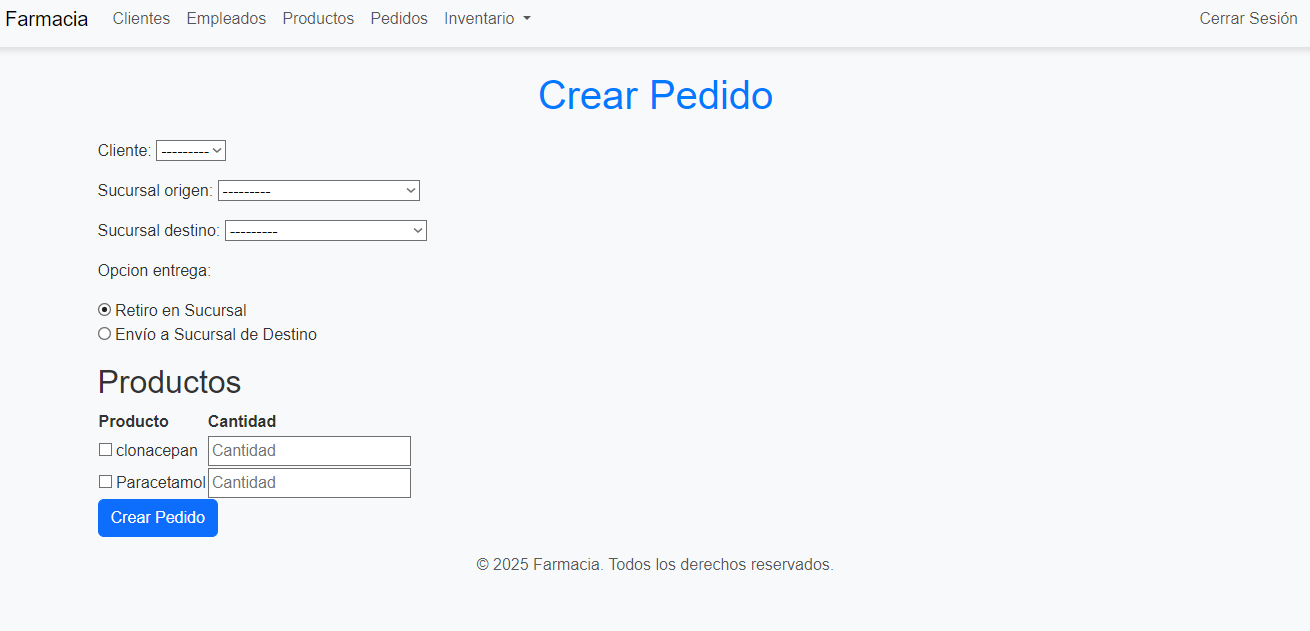 Farmacia Clientes Empleados Productos Pedidos Inventario Cerrar Sesión
Crear Pedido
Cliente: ---------
Sucursal origen: ---------
Sucursal destino: ---------
Opcion entrega:
Retiro en Sucursal
Envío a Sucursal de Destino
Productos
Producto Cantidad
clonacepan Cantidad
Paracetamol Cantidad
Crear Pedido
© 2025 Farmacia. Todos los derechos reservados.